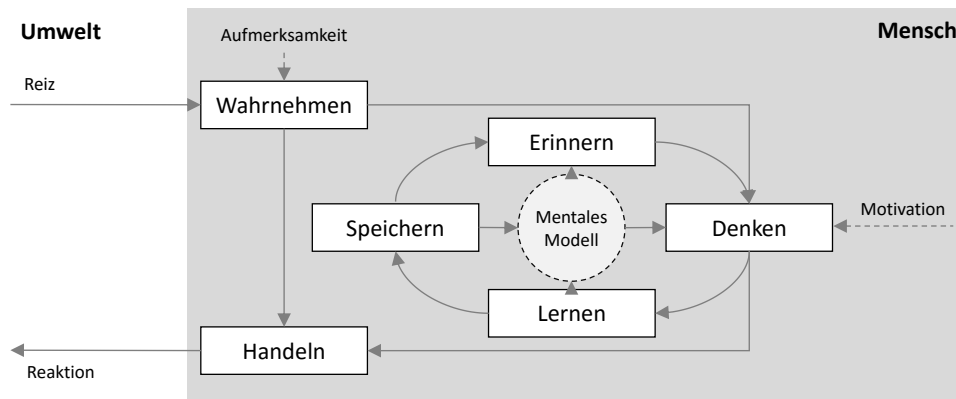 Umwelt
Mensch
Aufmerksamkeit
Reiz
Wahrnehmen
Erinnern
Motivation
Speichern
Mentales
Modell
Denken
Lernen
Handeln
Reaktion